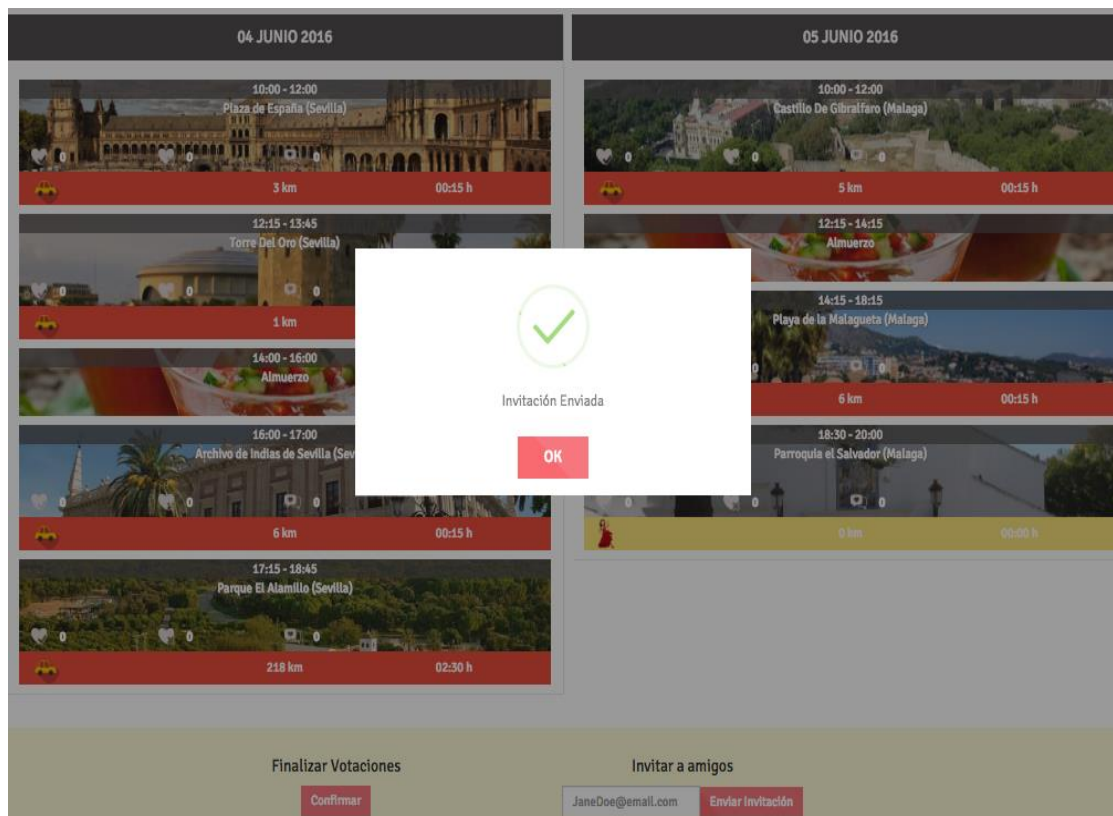 04 JUNIO 2016
10:00 - 12:00
Plaza de España (Sevilla)
0 0 0
3 km 00:15 h
12:15 - 13:45
Torre Del Oro (Sevilla)
0 0 0
1 km
14:00 - 16:00
Almuerzo
16:00 - 17:00
Archivo de Indias de Sevilla (Sev
0 0 0
6 km 00:15 h
17:15 - 18:45
Parque El Alamillo (Sevilla)
0 0 0
218 km 02:30 h
05 JUNIO 2016
10:00 - 12:00
Castillo De Gibralfaro (Malaga)
0 0 0
5 km 00:15 h
12:15 - 14:15
Almuerzo
14:15 - 18:15
Playa de la Malagueta (Malaga)
0 0
6 km 00:15 h
18:30 - 20:00
Parroquia el Salvador (Malaga)
0 0 0
0 km 00:00 h
Invitación Enviada
OK
Finalizar Votaciones
Confirmar
Invitar a amigos
JaneDoe@email.com Enviar Invitación